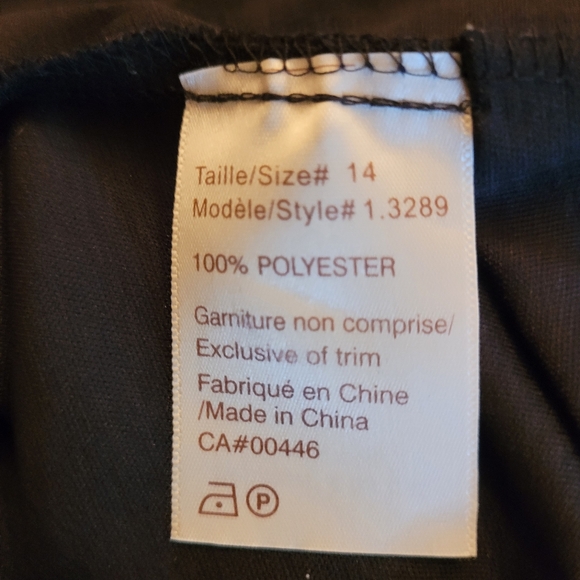 Taille/Size# 14
Modèle/Style# 1.3289
100% POLYESTER
Garniture non comprise/
Exclusive of trim
Fabriqué en Chine
/Made in China
CA#00446
P